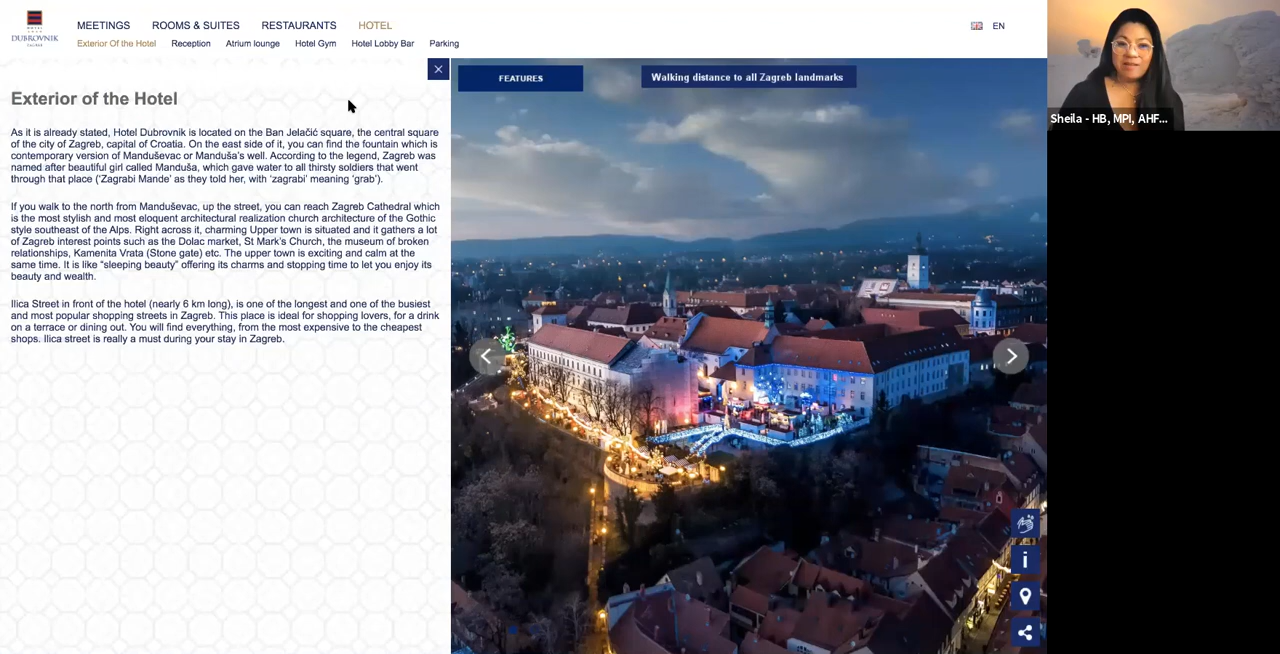 DUBROVNIK
MEETINGS ROOMS & SUITES RESTAURANTS HOTEL
EN
Exterior Of the Hotel Reception Atrium lounge Hotel Gym Hotel Lobby Bar Parking
FEATURES
Walking distance to all Zagreb landmarks
Exterior of the Hotel
As it is already stated, Hotel Dubrovnik is located on the Ban Jelačić square, the central square
of the city of Zagreb, capital of Croatia. On the east side of it, you can find the fountain which is
contemporary version of Manduševac or Manduša's well. According to the legend, Zagreb was
named after beautiful girl called Manduša, which gave water to all thirsty soldiers that went
through that place ('Zagrabi Mande' as they told her, with 'zagrabi' meaning 'grab').
If you walk to the north from Manduševac, up the street, you can reach Zagreb Cathedral which
is the most stylish and most eloquent architectural realization church architecture of the Gothic
style southeast of the Alps. Right across it, charming Upper town is situated and it gathers a lot
of Zagreb interest points such as the Dolac market, St Mark's Church, the museum of broken
relationships, Kamenita Vrata (Stone gate) etc. The upper town is exciting and calm at the
same time. It is like "sleeping beauty" offering its charms and stopping time to let you enjoy its
beauty and wealth.
Ilica Street in front of the hotel (nearly 6 km long), is one of the longest and one of the busiest
and most popular shopping streets in Zagreb. This place is ideal for shopping lovers, for a drink
on a terrace or dining out. You will find everything, from the most expensive to the cheapest
shops. Ilica street is really a must during your stay in Zagreb.
Sheila - HB, MPI, AHF...